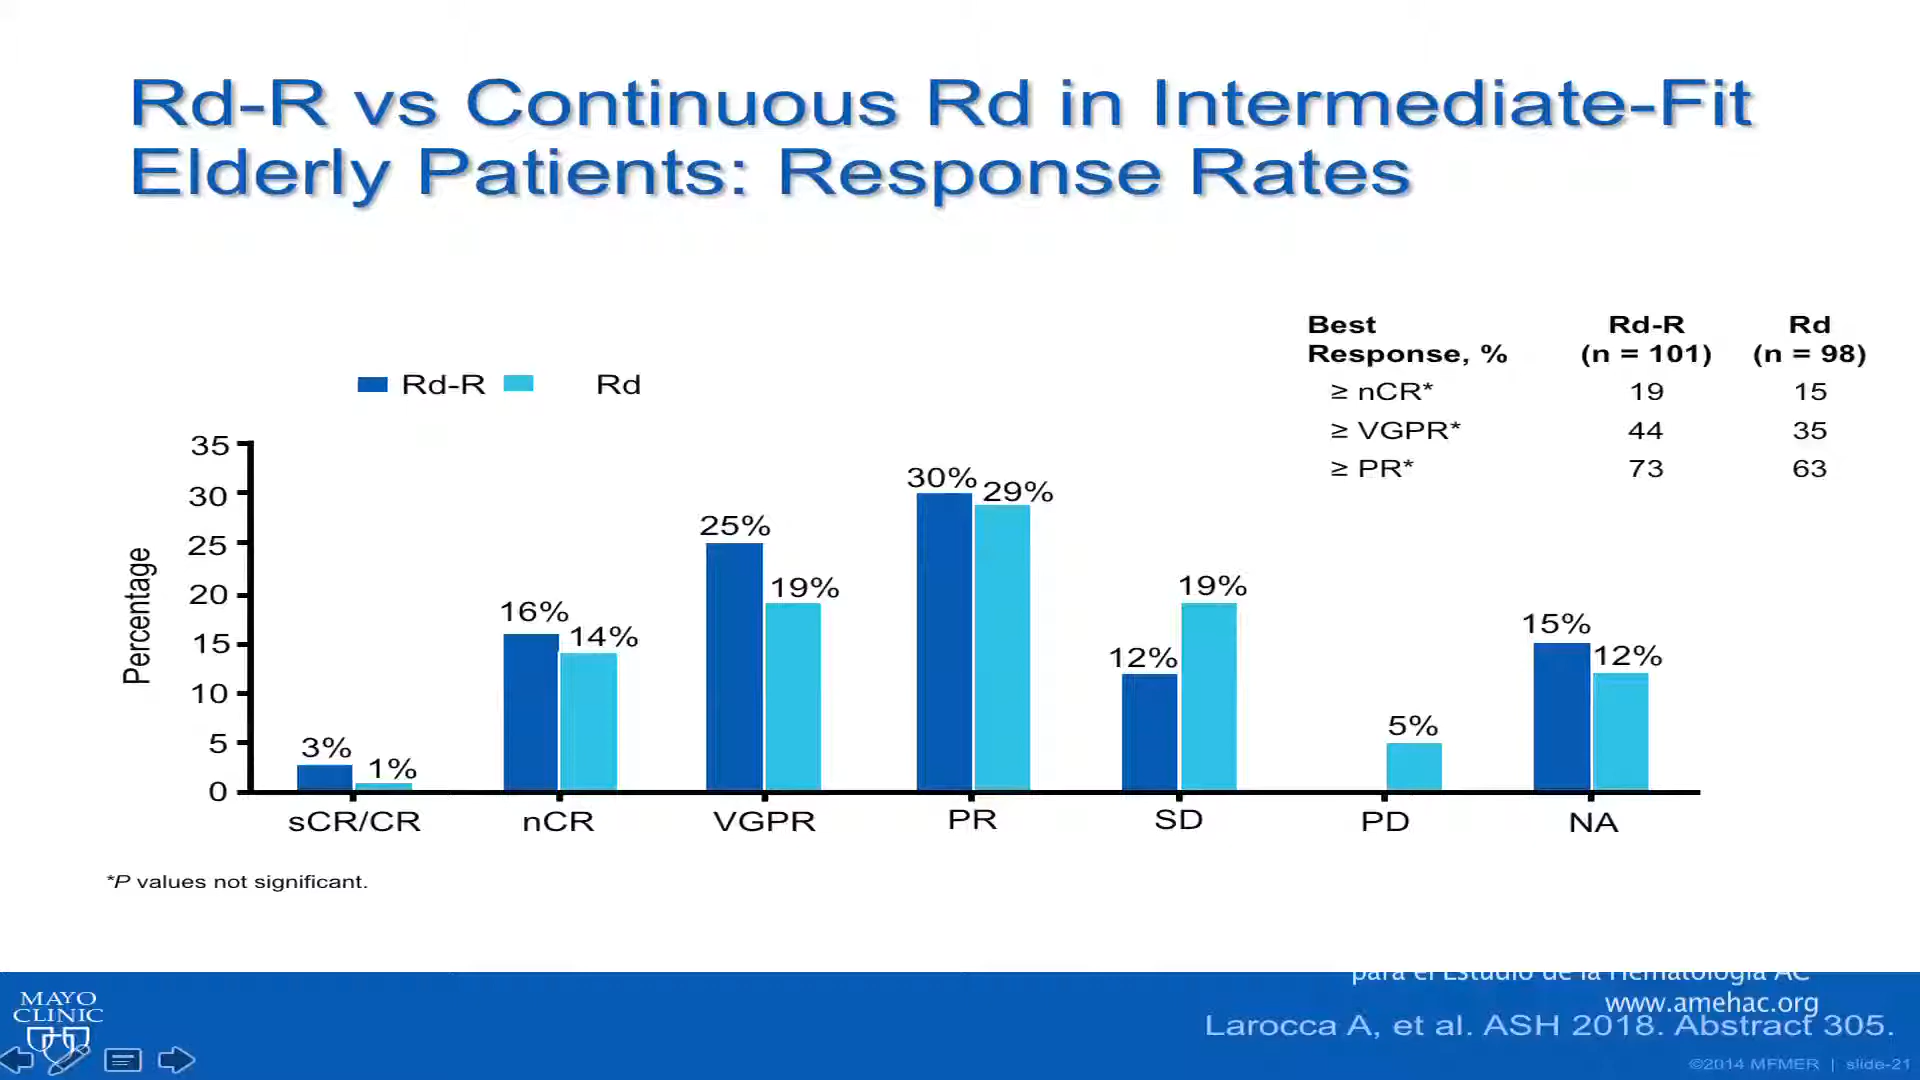 Rd-R vs Continuous Rd in Intermediate-Fit
Elderly Patients: Response Rates
Best Rd-R Rd
Response, % (n = 101) (n = 98)
≥ nCR* 19 15
≥ VGPR* 44 35
≥ PR* 73 63
Rd-R Rd
Percentage
35
30
25
20
15
10
5
0
3% 1%
16% 14%
25% 19%
30% 29%
12% 19%
5%
15% 12%
sCR/CR nCR VGPR PR SD PD NA
*P values not significant.
MAYO
CLINIC
para el Estudio de la Hematología AC
www.amehac.org
Larocca A, et al. ASH 2018. Abstract 305.
©2014 MFMER | slide-21